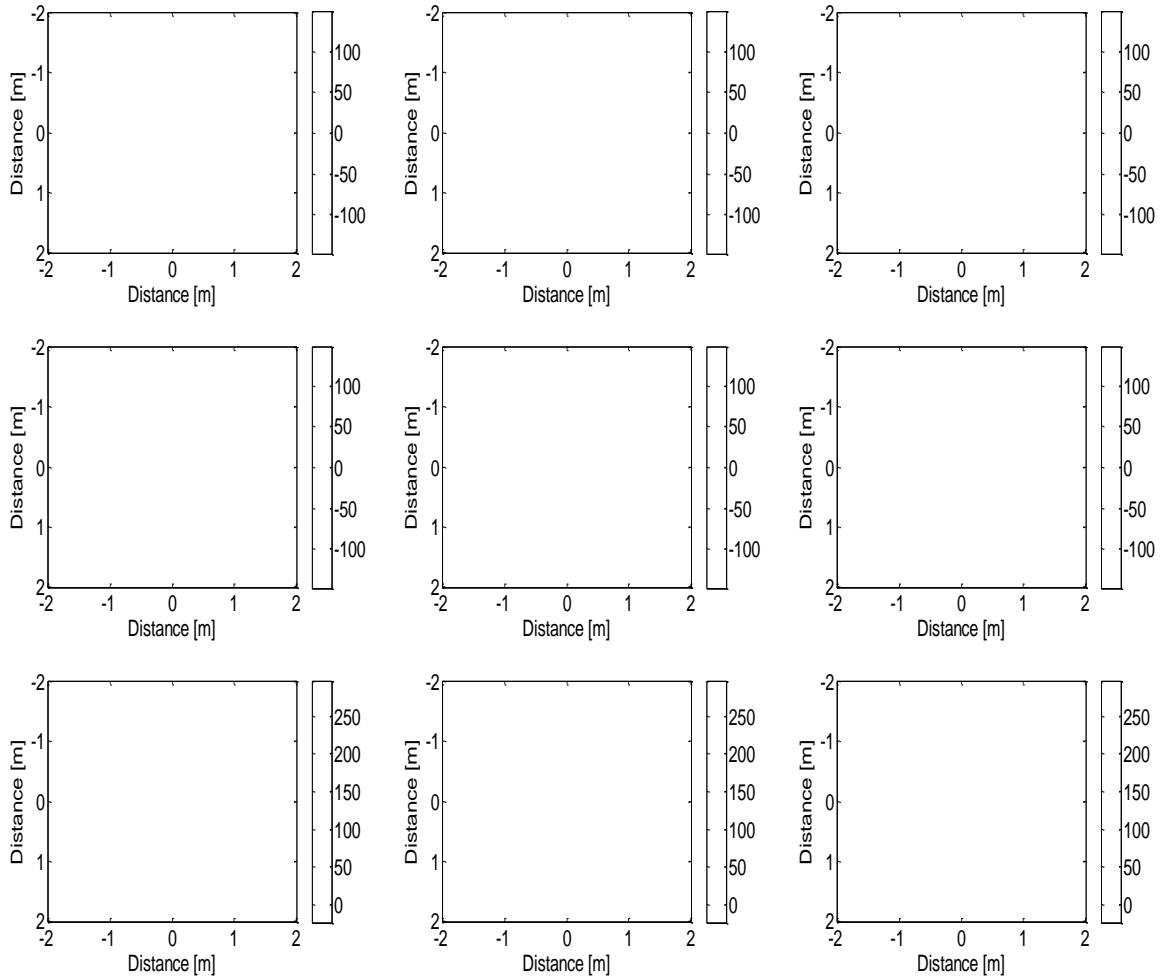 -2 -2 -2
100 100 100
-1 -1 -1
50 50 50
Distance [m] Distance [m] Distance [m]
0 0 0 0 0 0
-50 -50 -50
1 1 1
-100 -100 -100
2 2 2
-2 -1 0 1 2 -2 -1 0 1 2 -2 -1 0 1 2
Distance [m] Distance [m] Distance [m]
-2 -2 -2
100 100 100
-1 -1 -1
50 50 50
Distance [m] Distance [m] Distance [m]
0 0 0 0 0 0
-50 -50 -50
1 1 1
-100 -100 -100
2 2 2
-2 -1 0 1 2 -2 -1 0 1 2 -2 -1 0 1 2
Distance [m] Distance [m] Distance [m]
-2 -2 -2
250 250 250
-1 -1 -1
200 200 200
Distance [m] Distance [m] Distance [m]
0 150 0 150 0 150
100 100 100
1 1 1
50 50 50
0 0 0
2 2 2
-2 -1 0 1 2 -2 -1 0 1 2 -2 -1 0 1 2
Distance [m] Distance [m] Distance [m]